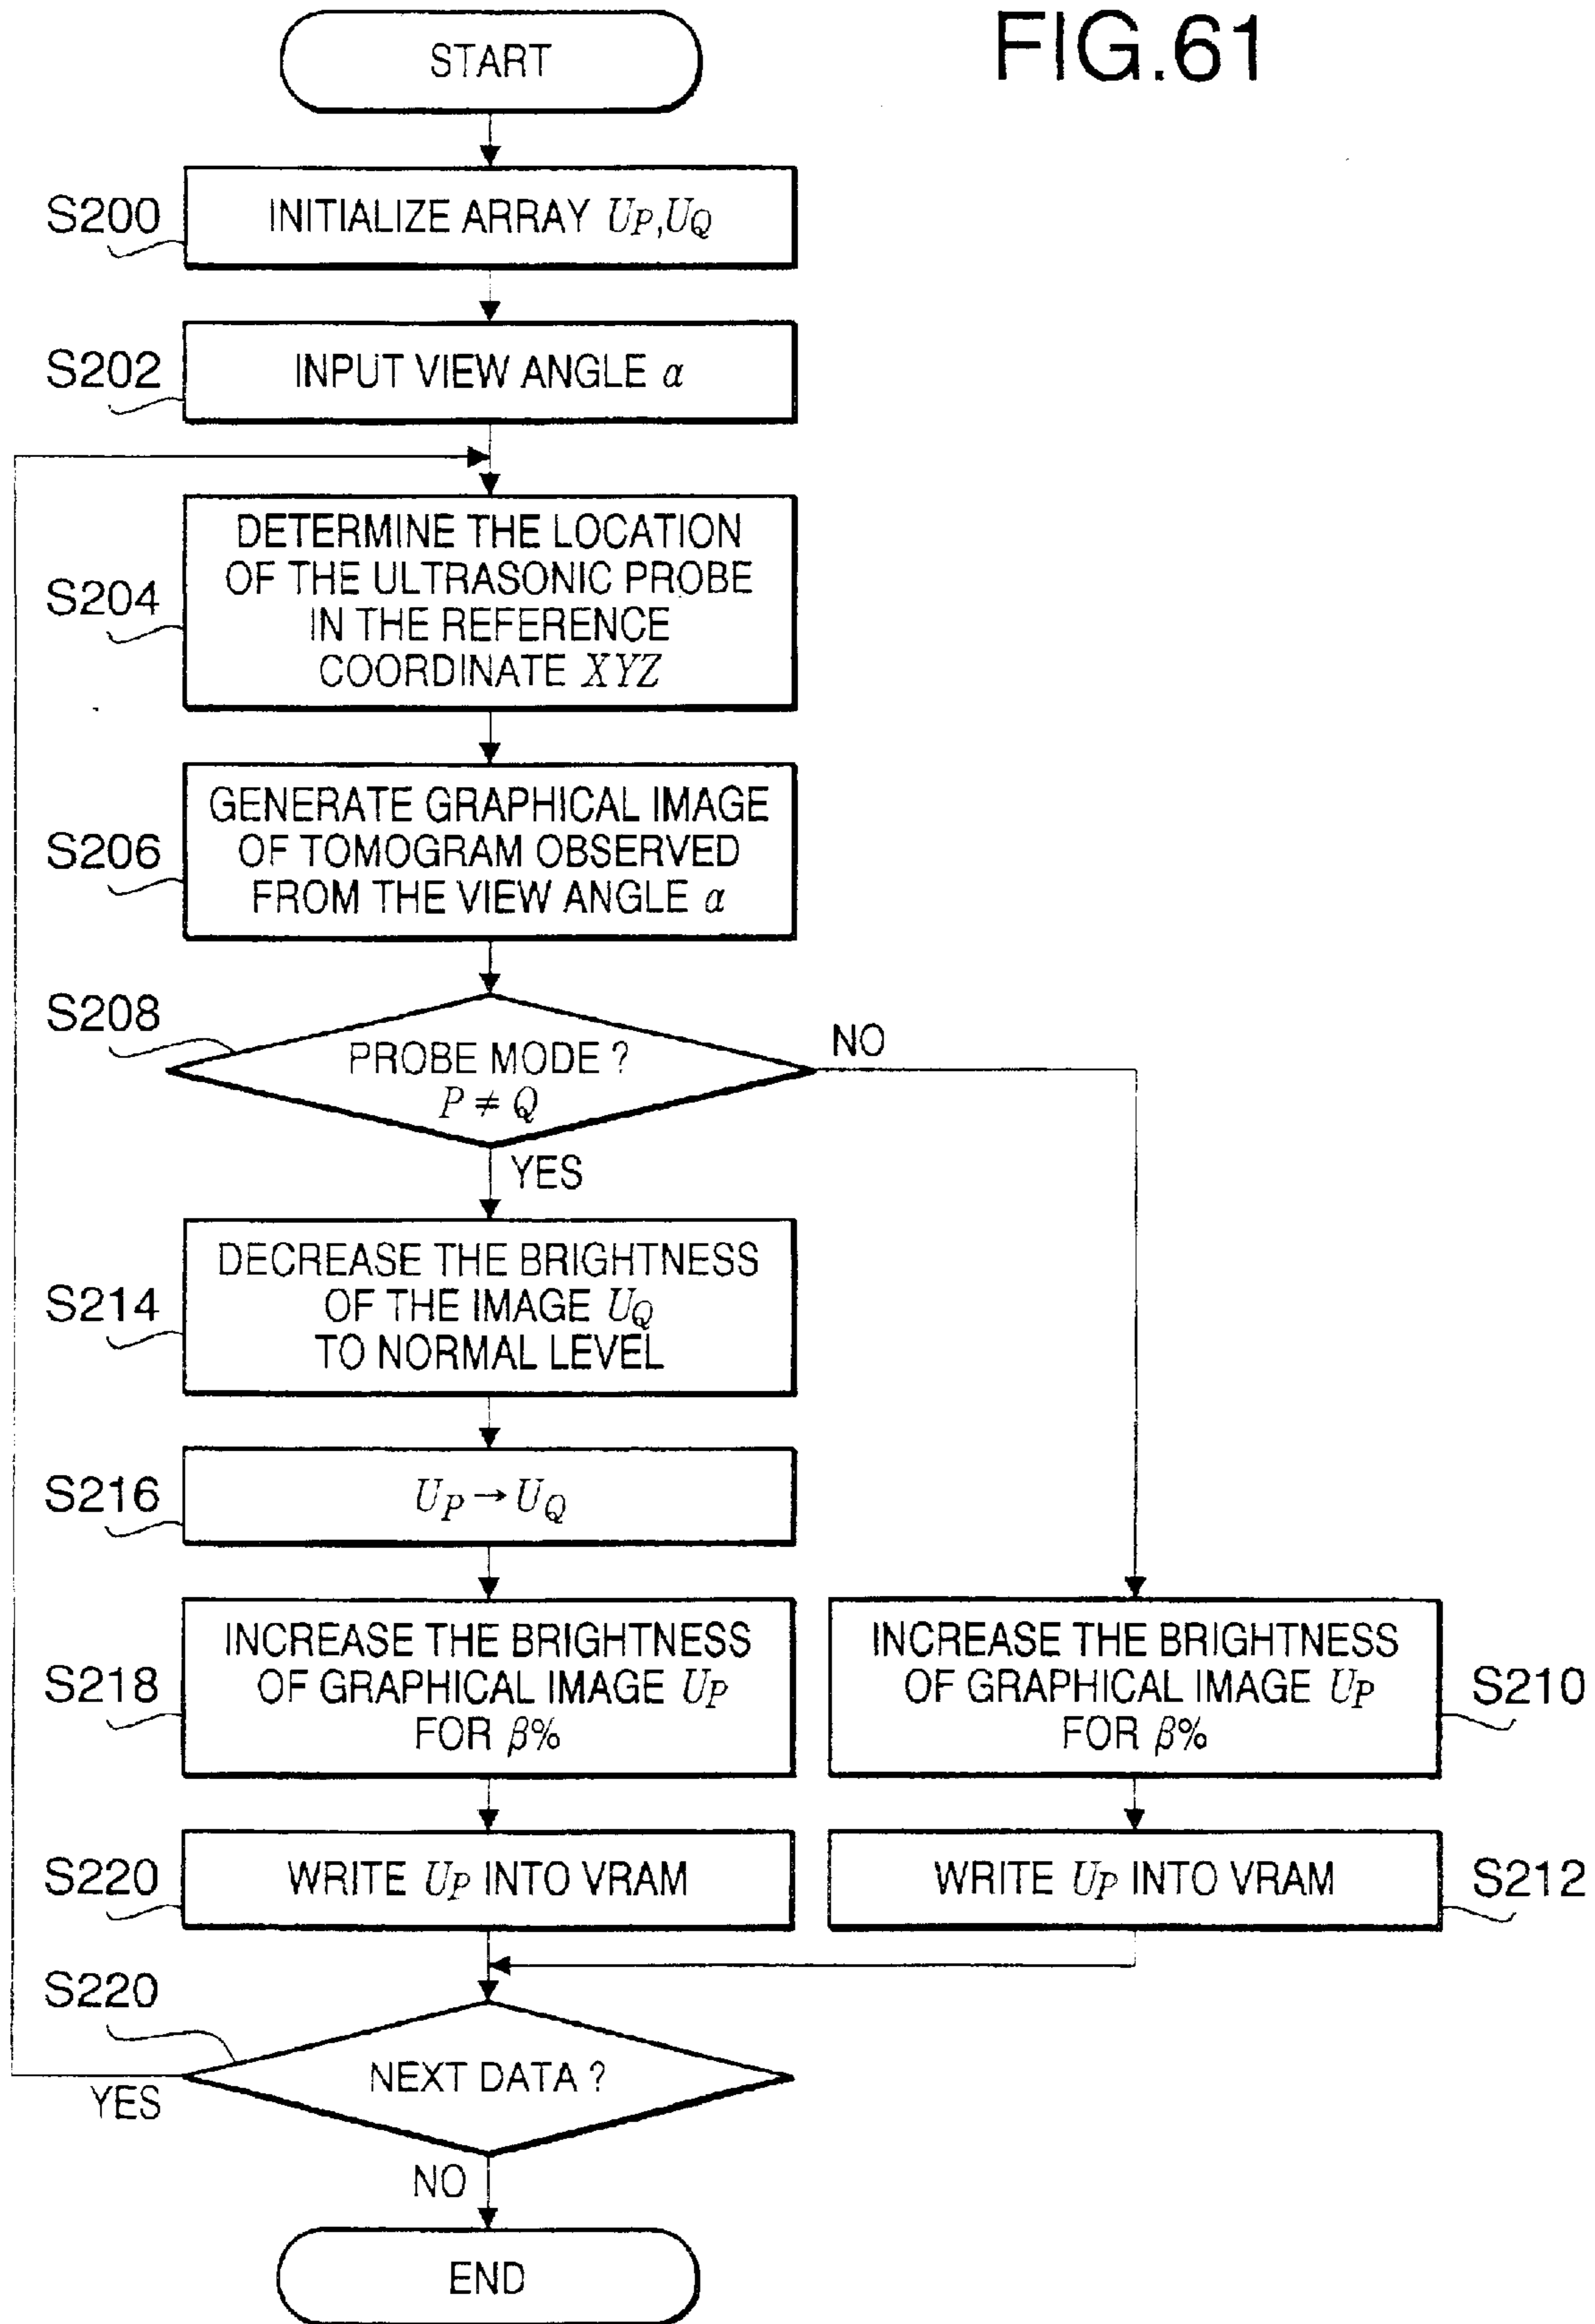 FIG.61
START
S200
INITIALIZE ARRAY UP,UQ
S202
INPUT VIEW ANGLE α
S204
DETERMINE THE LOCATION
OF THE ULTRASONIC PROBE
IN THE REFERENCE
COORDINATE XYZ
S206
GENERATE GRAPHICAL IMAGE
OF TOMOGRAM OBSERVED
FROM THE VIEW ANGLE α
S208
PROBE MODE ?
P ≠ Q
NO
YES
S214
DECREASE THE BRIGHTNESS
OF THE IMAGE UQ
TO NORMAL LEVEL
S216
UP → UQ
S218
INCREASE THE BRIGHTNESS
OF GRAPHICAL IMAGE UP
FOR β%
INCREASE THE BRIGHTNESS
OF GRAPHICAL IMAGE UP
FOR β%
S210
S220
WRITE UP INTO VRAM
WRITE UP INTO VRAM
S212
S220
NEXT DATA ?
YES
NO
END